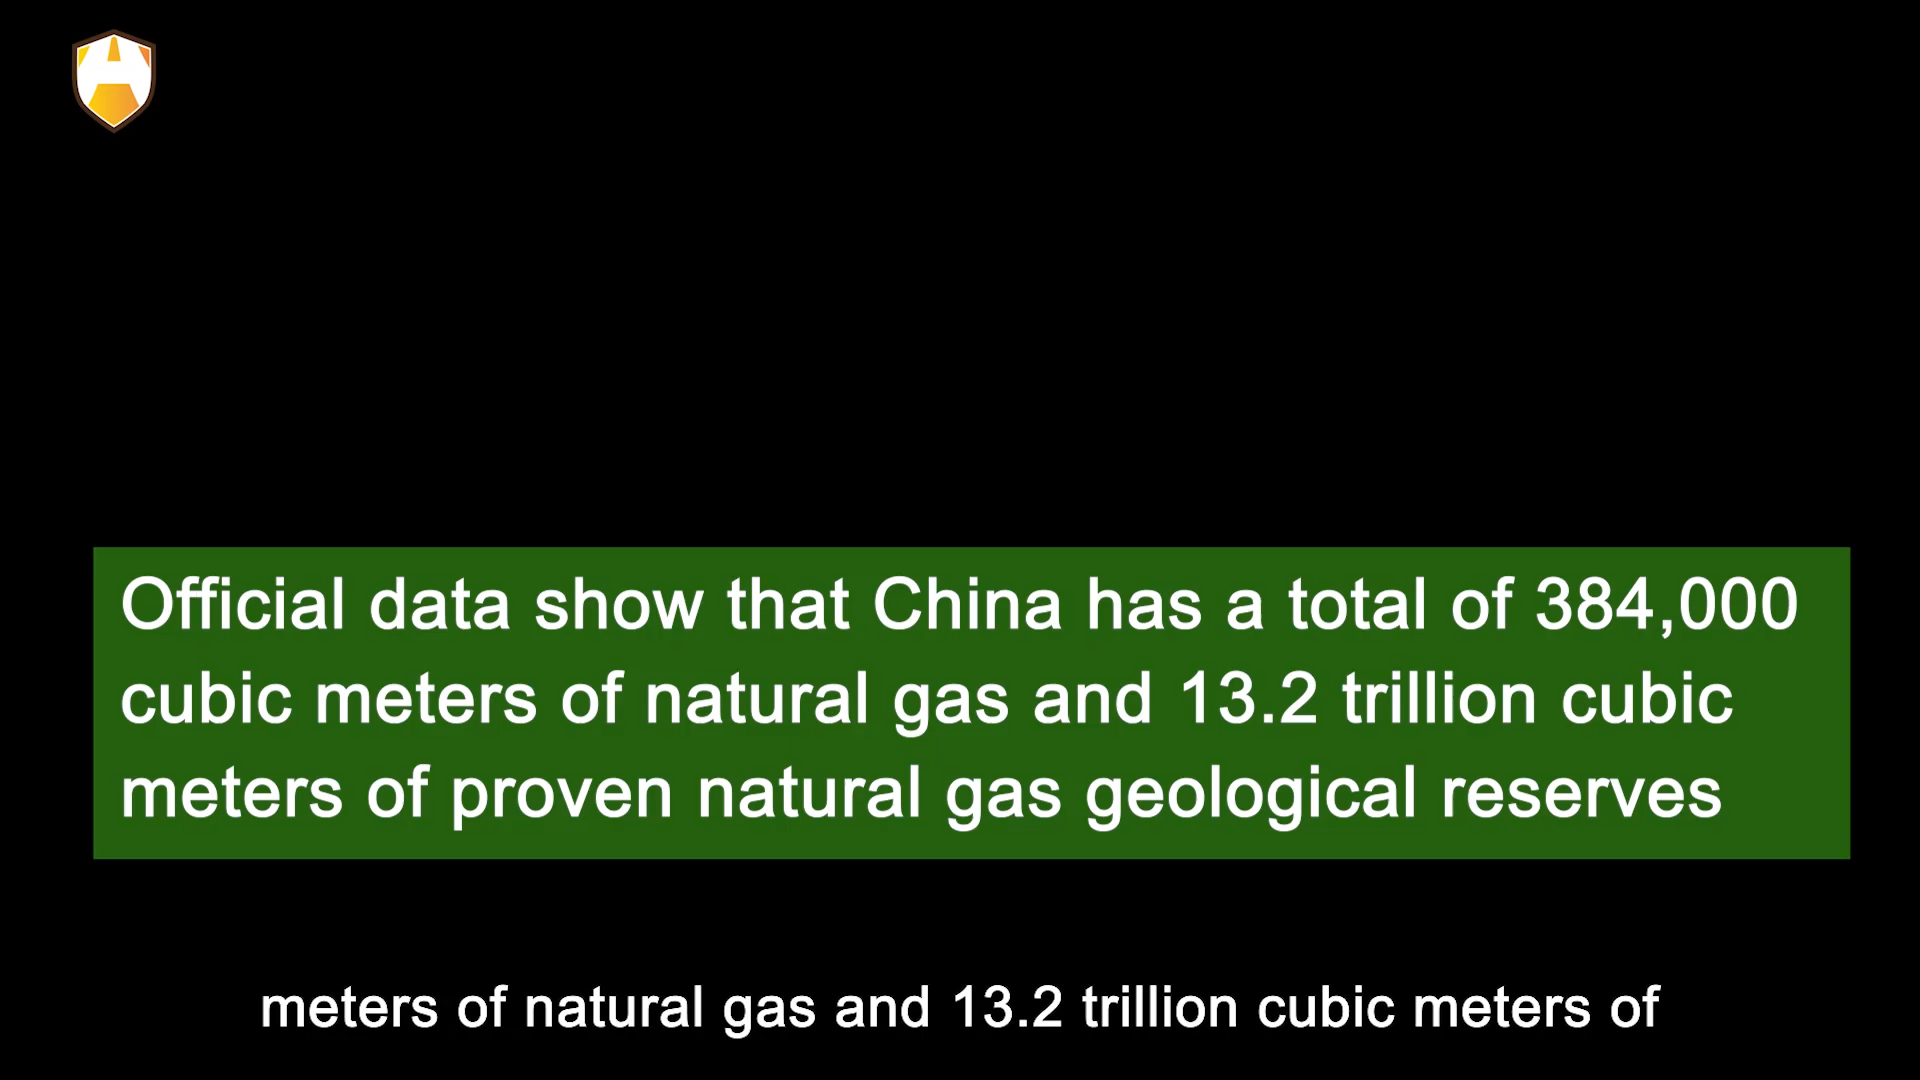 Official data show that China has a total of 384,000
cubic meters of natural gas and 13.2 trillion cubic
meters of proven natural gas geological reserves
meters of natural gas and 13.2 trillion cubic meters of